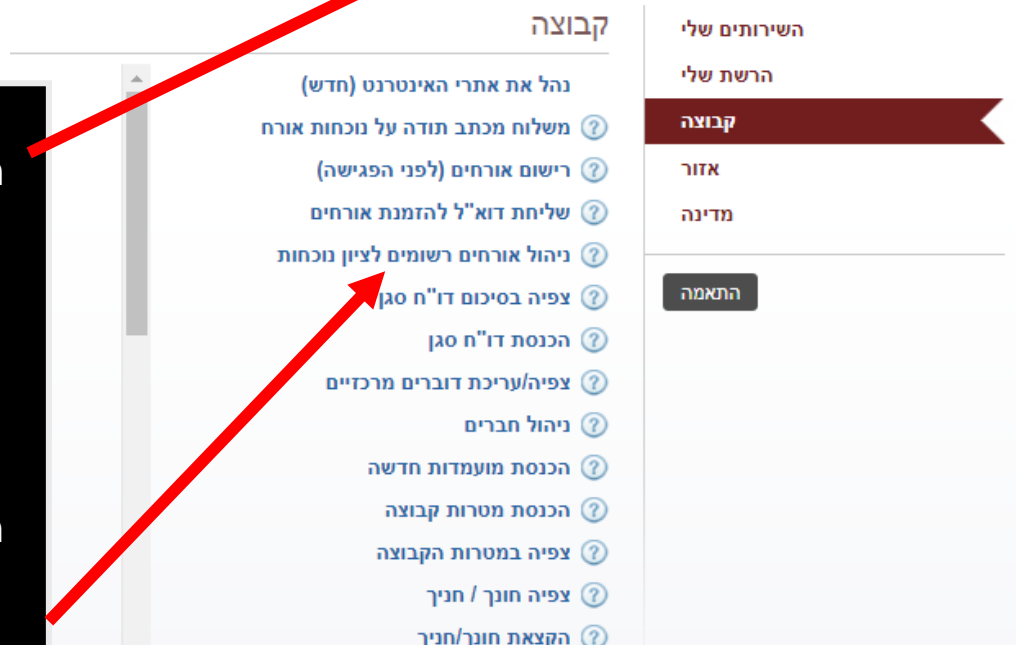 השירותים שלי
הרשת שלי
קבוצה
אזור
מדינה
התאמה
קבוצה
נהל את אתרי האינטרנט (חדש)
משלוח מכתב תודה על נוכחות אורח
רישום אורחים (לפני הפגישה)
שליחת דוא"ל להזמנת אורחים
ניהול אורחים רשומים לציון נוכחות
צפיה בסיכום דו"ח סגן
הכנסת דו"ח סגן
צפיה/עריכת דוברים מרכזיים
ניהול חברים
הכנסת מועמדות חדשה
הכנסת מטרות קבוצה
צפיה במטרות הקבוצה
צפיה חונך / חניך
הקצאת חונך/חניך